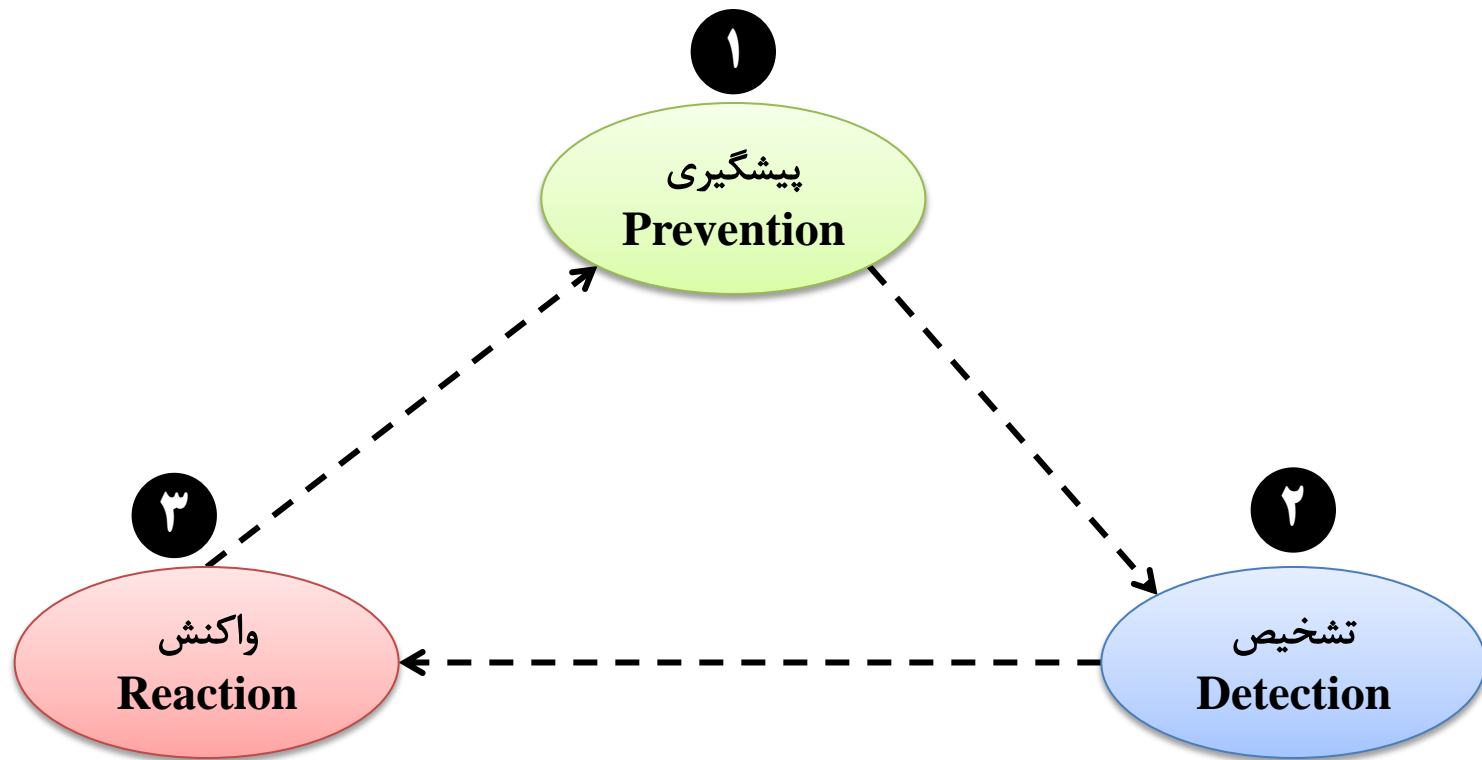 ۱
پیشگیری
Prevention
۲
تشخیص
Detection
۳
واکنش
Reaction